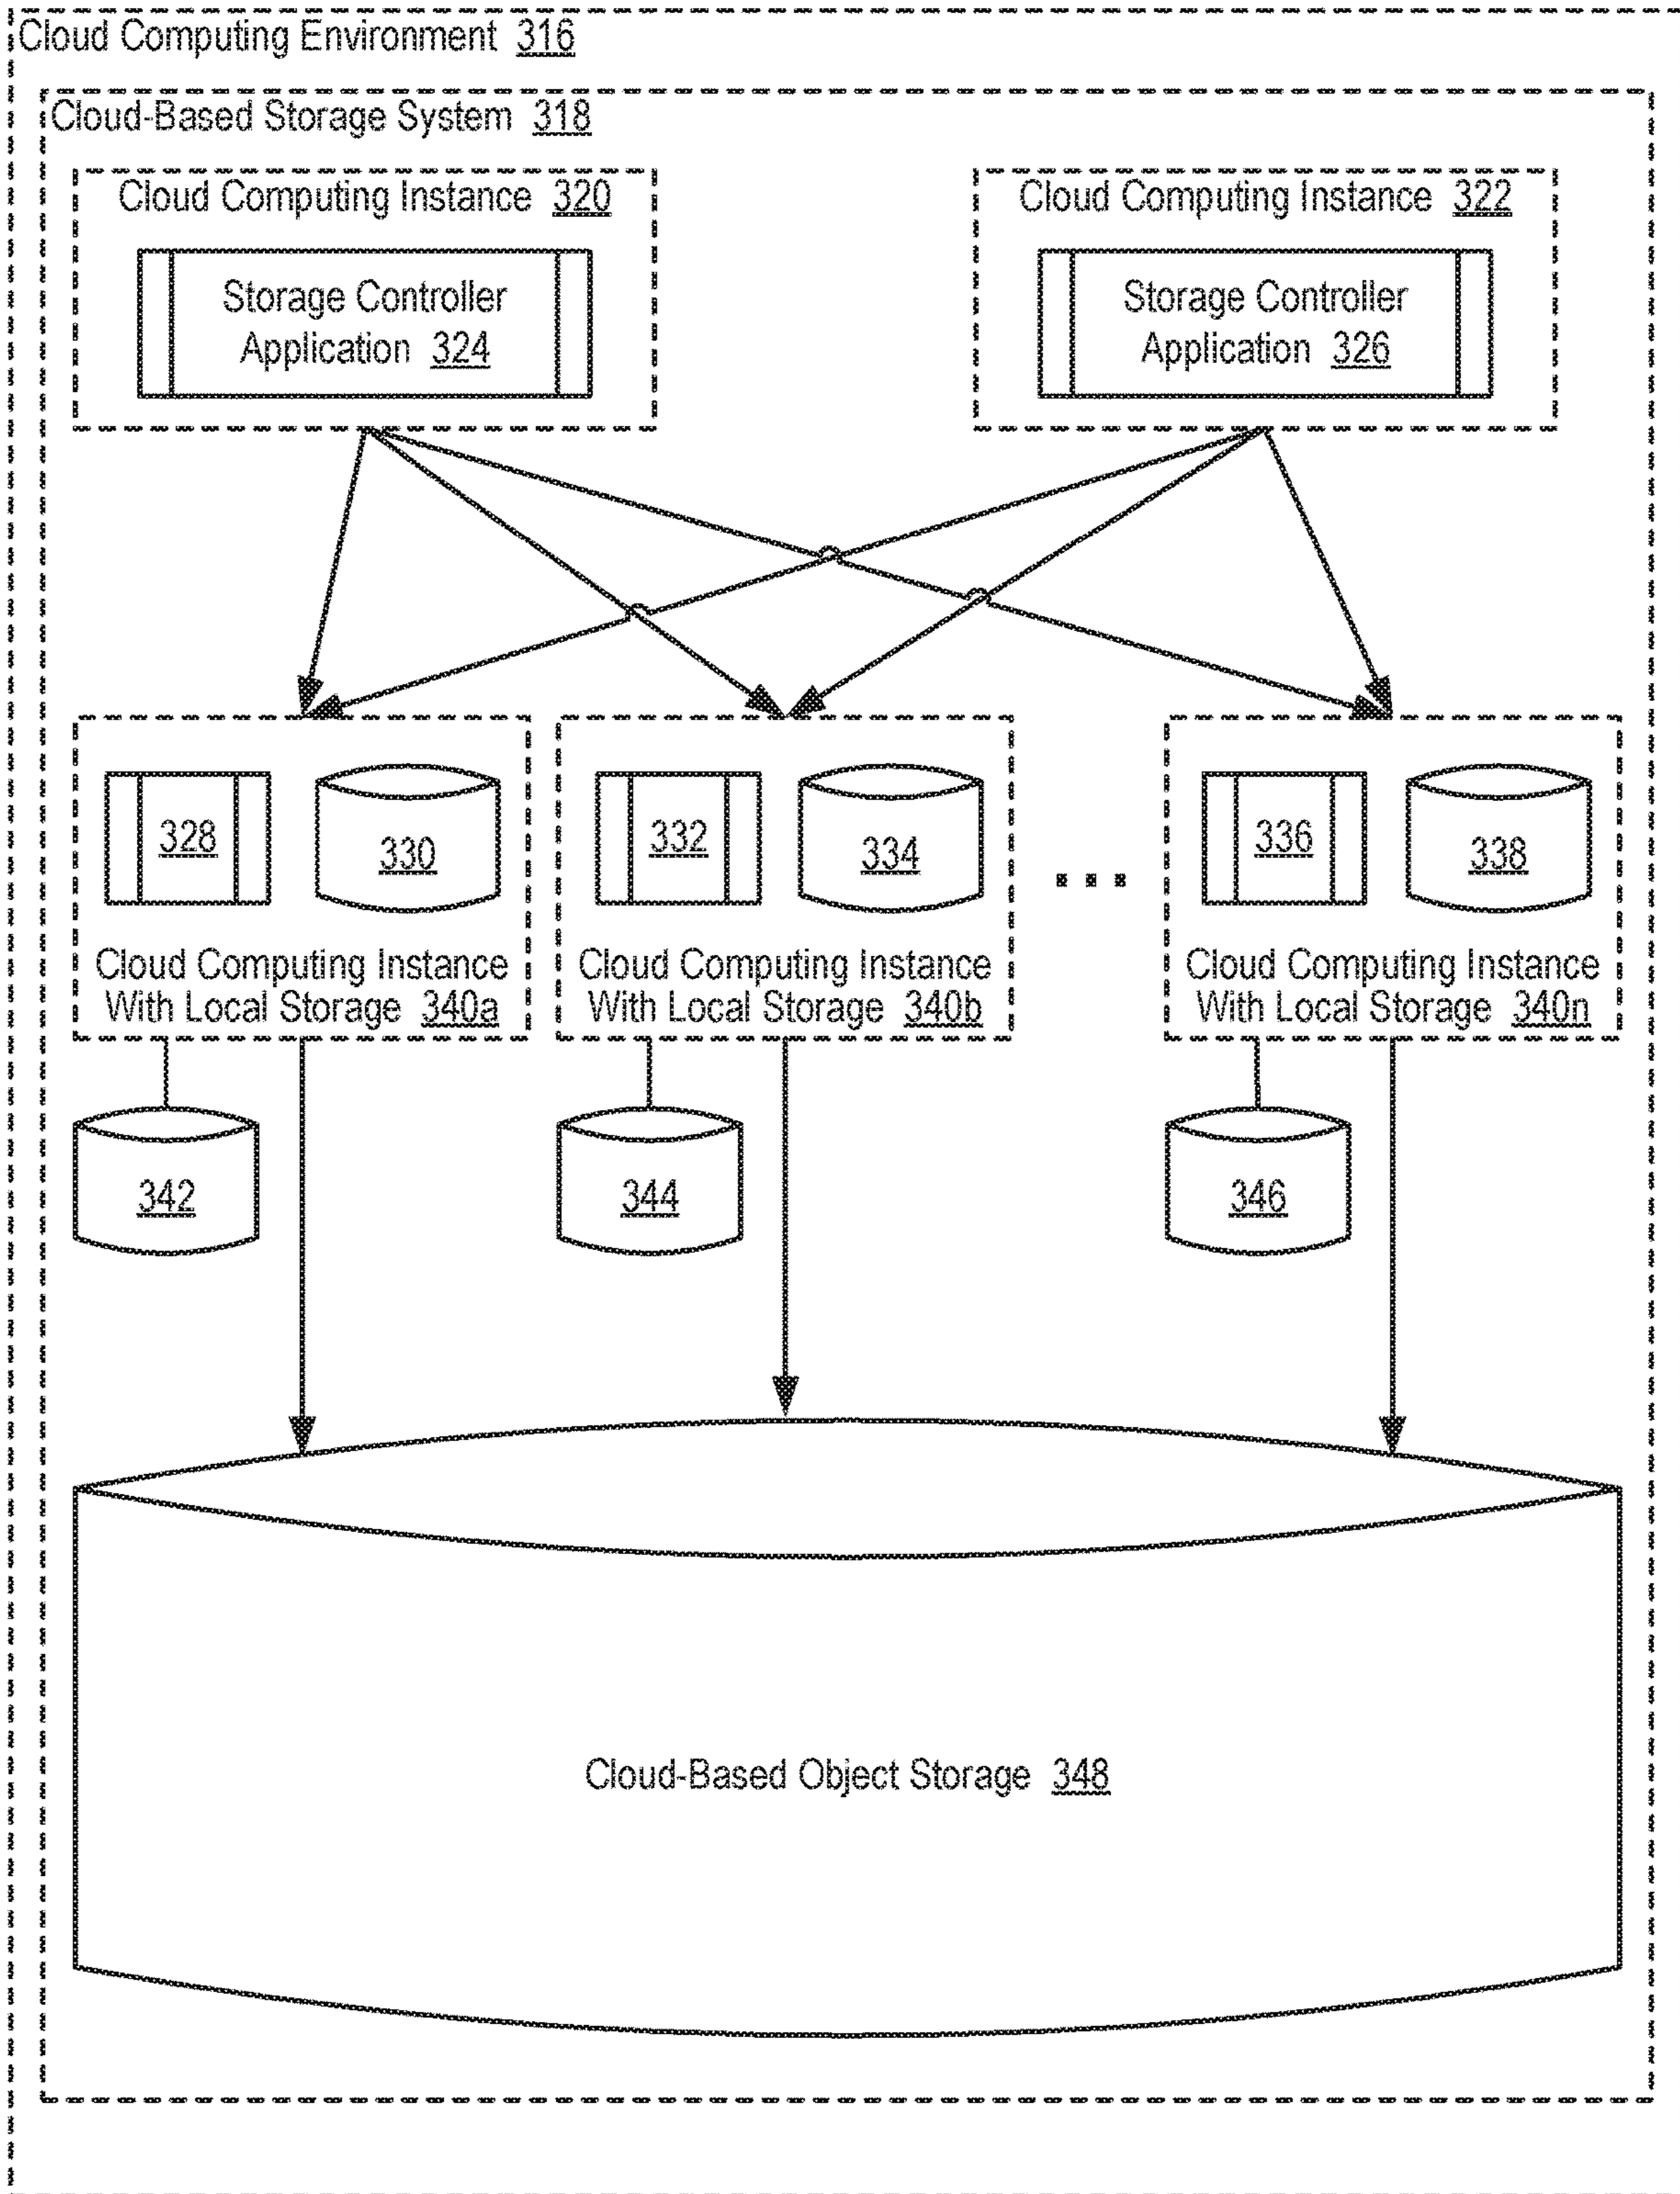 Cloud Computing Environment 316
Cloud-Based Storage System 318
Cloud Computing Instance 320
Storage Controller
Application 324
Cloud Computing Instance 322
Storage Controller
Application 326
328
330
Cloud Computing Instance
With Local Storage 340a
332
334
Cloud Computing Instance
With Local Storage 340b
...
336
338
Cloud Computing Instance
With Local Storage 340n
342
344
346
Cloud-Based Object Storage 348